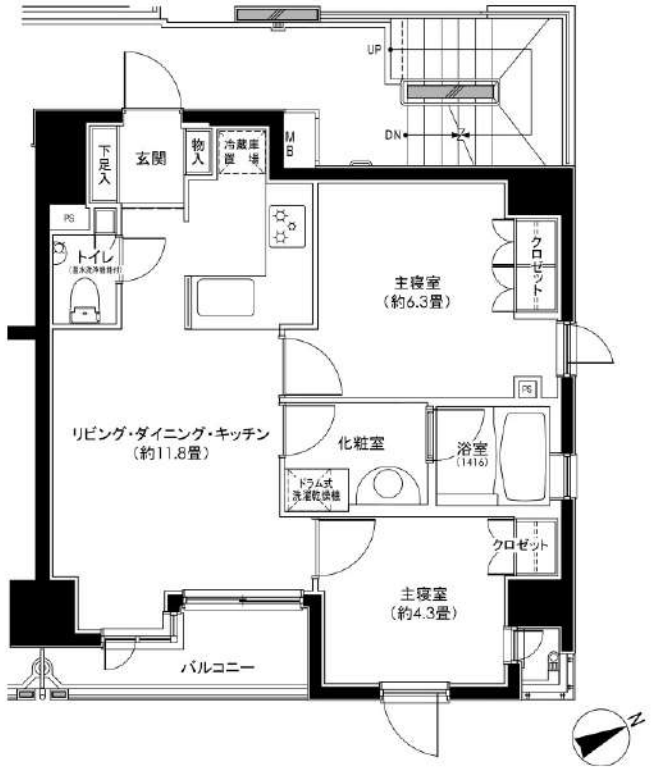 UP
DN
MB
下足入
玄関
物入
冷蔵庫
置場
PS
トイレ
(温水洗浄便座付)
主寝室
(約6.3畳)
クロゼット
PS
リビング・ダイニング・キッチン
(約11.8畳)
化粧室
浴室
(1416)
ドラム式
洗濯乾燥機
クロゼット
主寝室
(約4.3畳)
バルコニー
N